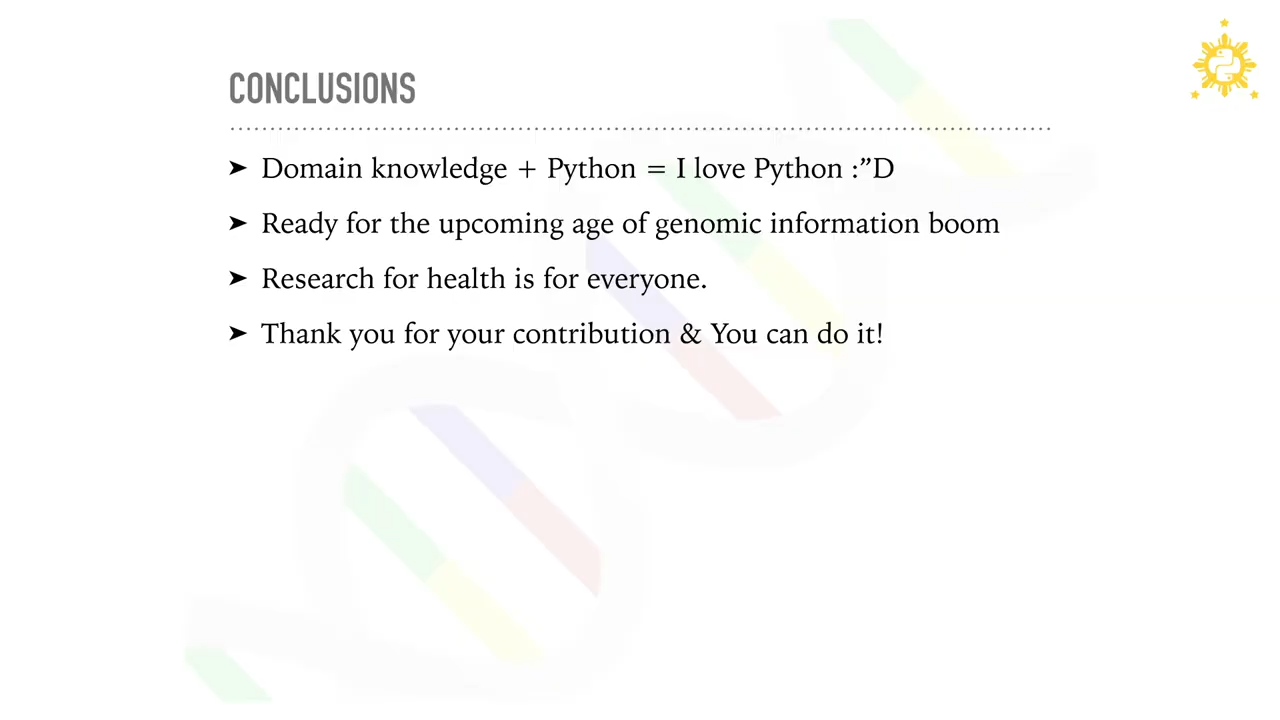 CONCLUSIONS
➤ Domain knowledge + Python = I love Python :”D
➤ Ready for the upcoming age of genomic information boom
➤ Research for health is for everyone.
➤ Thank you for your contribution & You can do it!